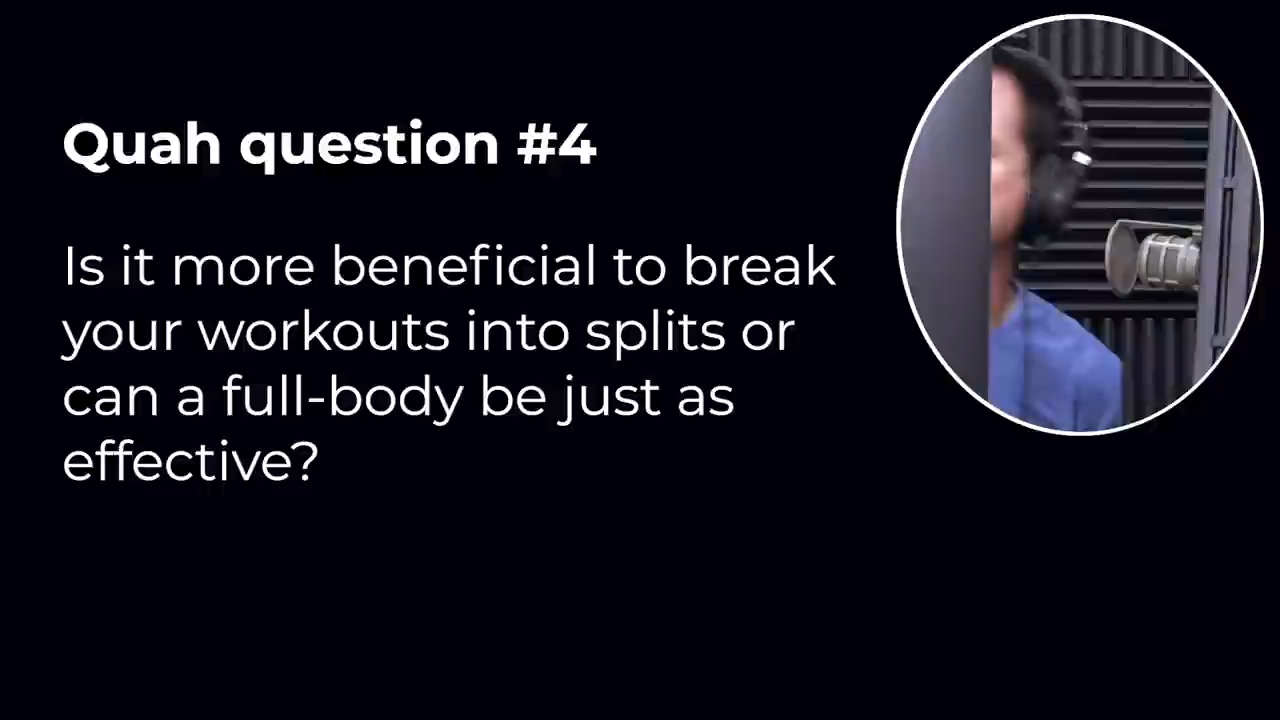 Quah question #4
Is it more beneficial to break
your workouts into splits or
can a full-body be just as
effective?